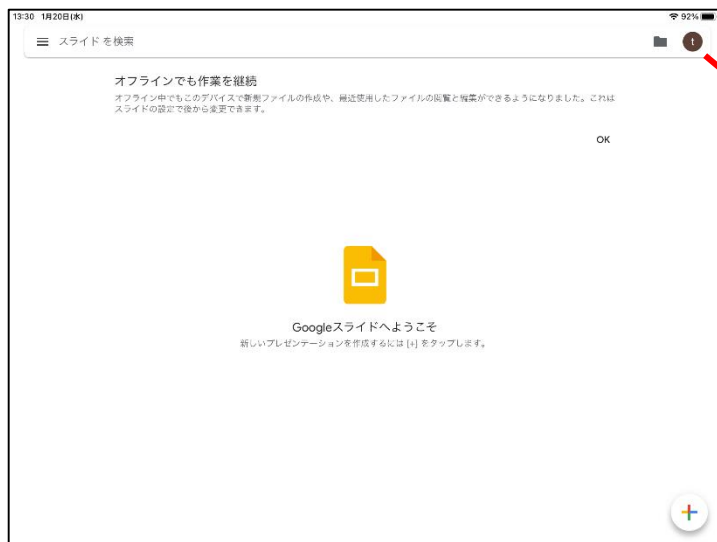 13:30 1月20日(水)
92%
スライドを検索
t
オフラインでも作業を継続
オフライン中でもこのデバイスで新規ファイルの作成や、最近使用したファイルの閲覧と編集ができるようになりました。これは
スライドの設定で後から変更できます。
OK
Googleスライドへようこそ
新しいプレゼンテーションを作成するには [+] をタップします。